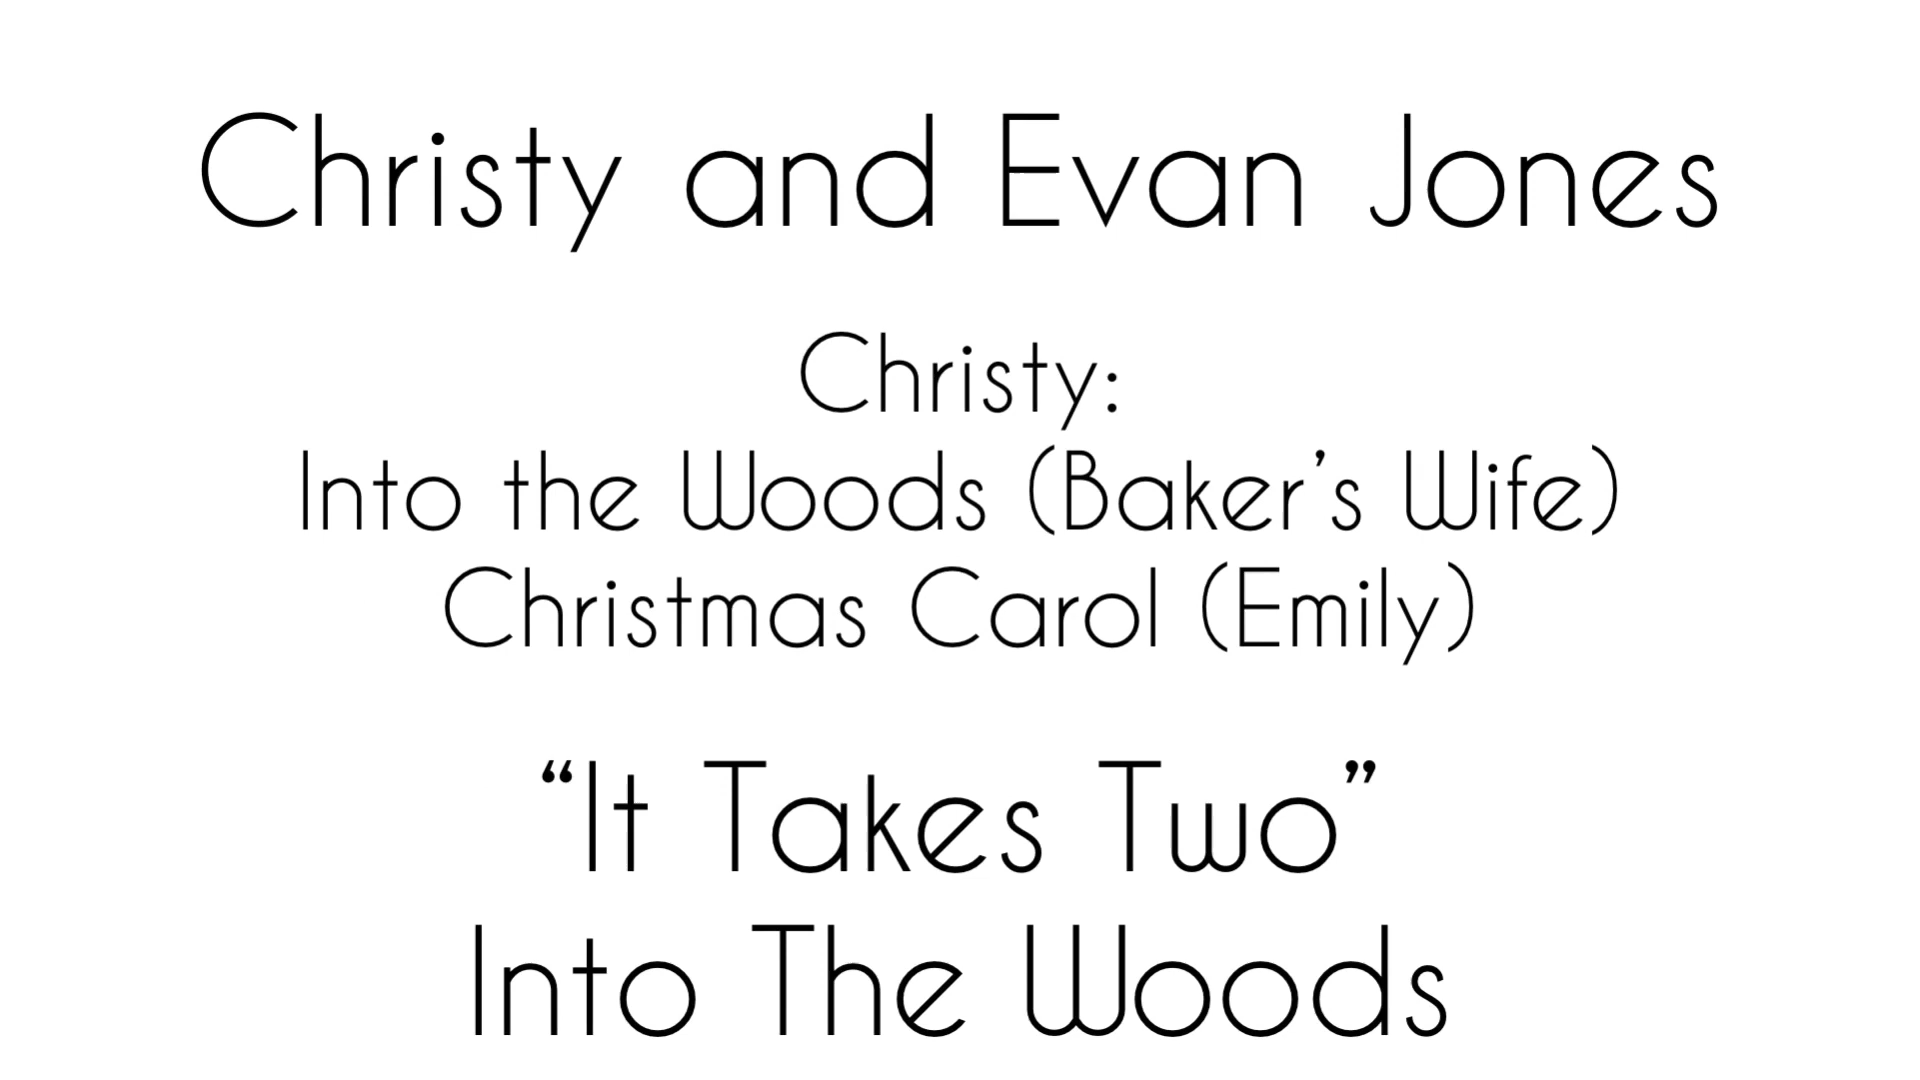 Christy and Evan Jones
Christy:
Into the Woods (Baker’s Wife)
Christmas Carol (Emily)
“It Takes Two”
Into The Woods